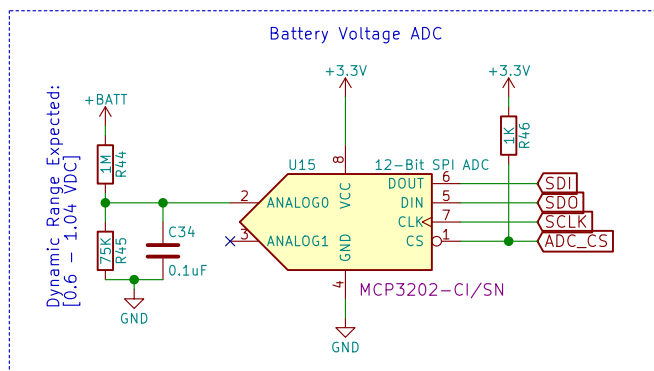 Battery Voltage ADC
Dynamic Range Expected:
[0.6 - 1.04 VDC]
+BATT
1M
R44
75K
R45
GND
C34
0.1uF
+3.3V
U15
12-Bit SPI ADC
8
VCC
2
ANALOG0
3
ANALOG1
GND
4
GND
DOUT
6
DIN
5
CLK
7
CS
1
MCP3202-CI/SN
+3.3V
1K
R46
SDI
SDO
SCLK
ADC_CS